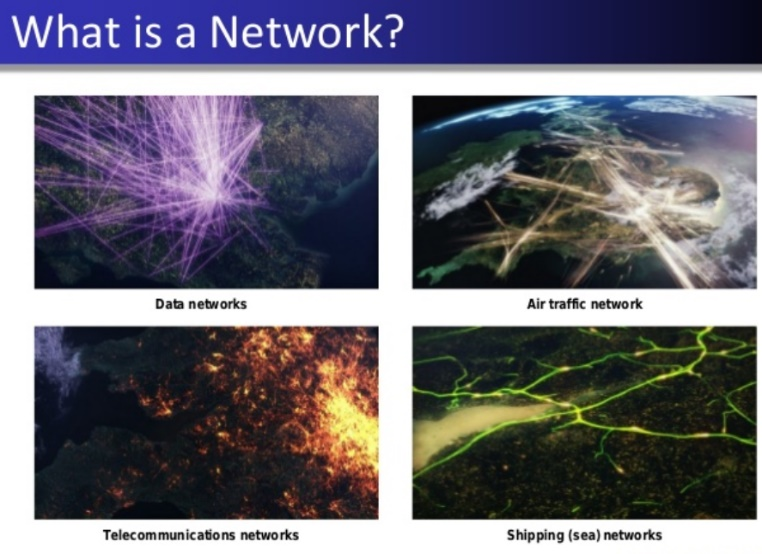 What is a Network?
Data networks
Air traffic network
Telecommunications networks
Shipping (sea) networks